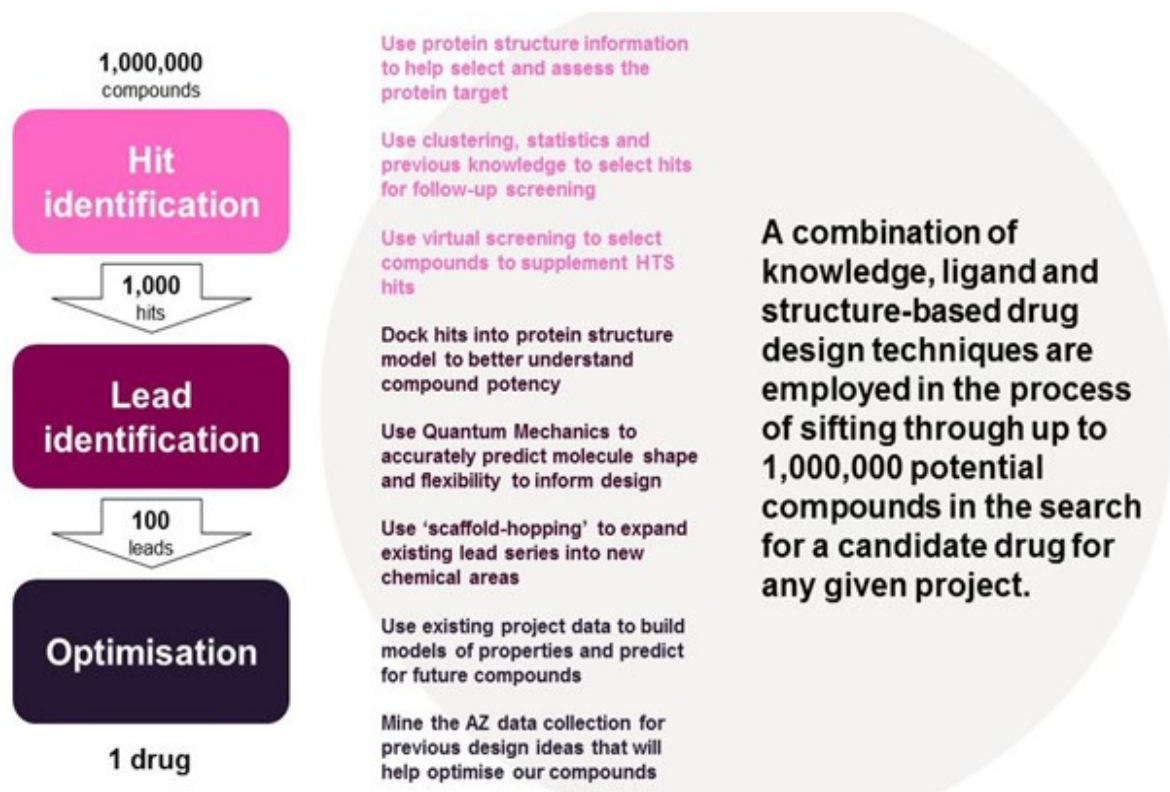 1,000,000
compounds
Hit
identification
1,000
hits
Lead
identification
100
leads
Optimisation
1 drug
Use protein structure information
to help select and assess the
protein target
Use clustering, statistics and
previous knowledge to select hits
for follow-up screening
Use virtual screening to select
compounds to supplement HTS
hits
Dock hits into protein structure
model to better understand
compound potency
Use Quantum Mechanics to
accurately predict molecule shape
and flexibility to inform design
Use ‘scaffold-hopping’ to expand
existing lead series into new
chemical areas
Use existing project data to build
models of properties and predict
for future compounds
Mine the AZ data collection for
previous design ideas that will
help optimise our compounds
A combination of
knowledge, ligand and
structure-based drug
design techniques are
employed in the process
of sifting through up to
1,000,000 potential
compounds in the search
for a candidate drug for
any given project.